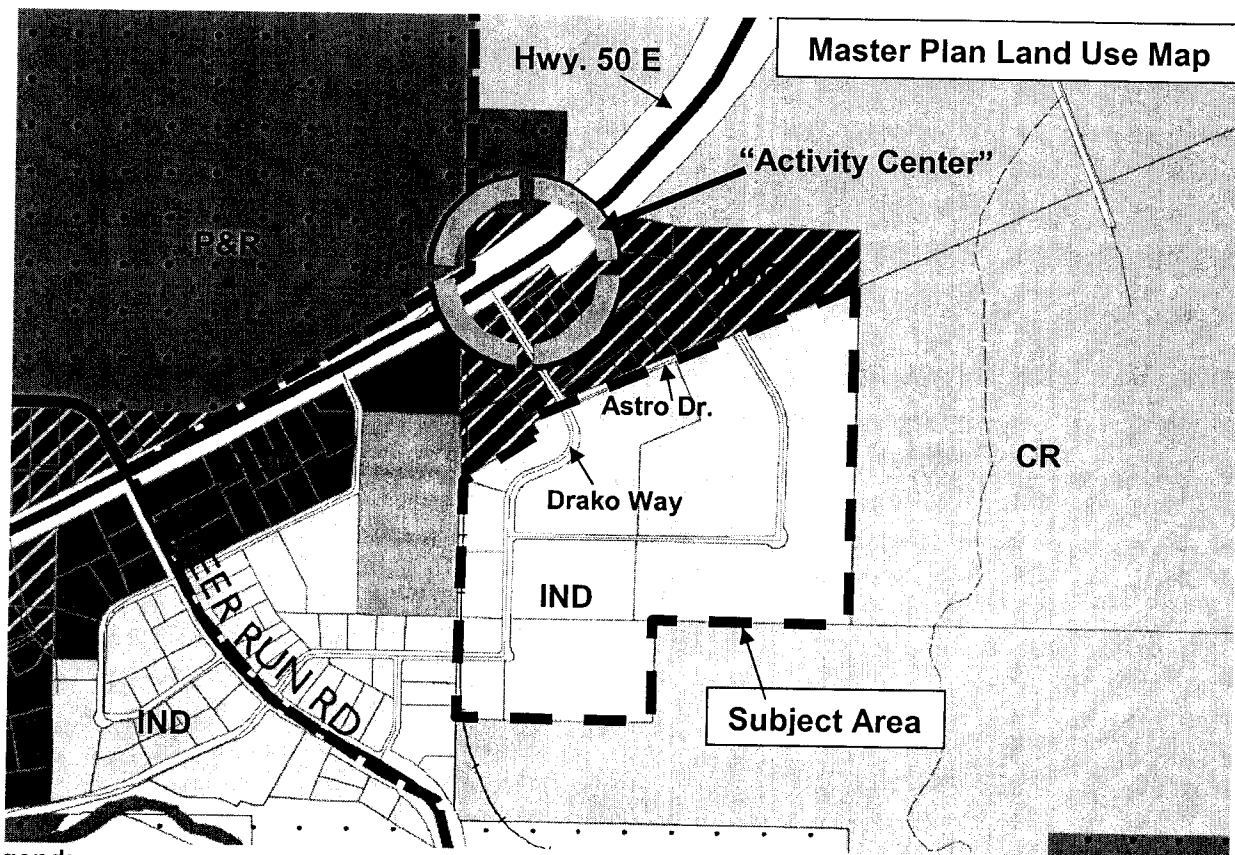 Master Plan Land Use Map
Hwy. 50 E
"Activity Center"
P&R
Astro Dr.
CR
Drako Way
IND
DEER RUN RD
Subject Area
IND